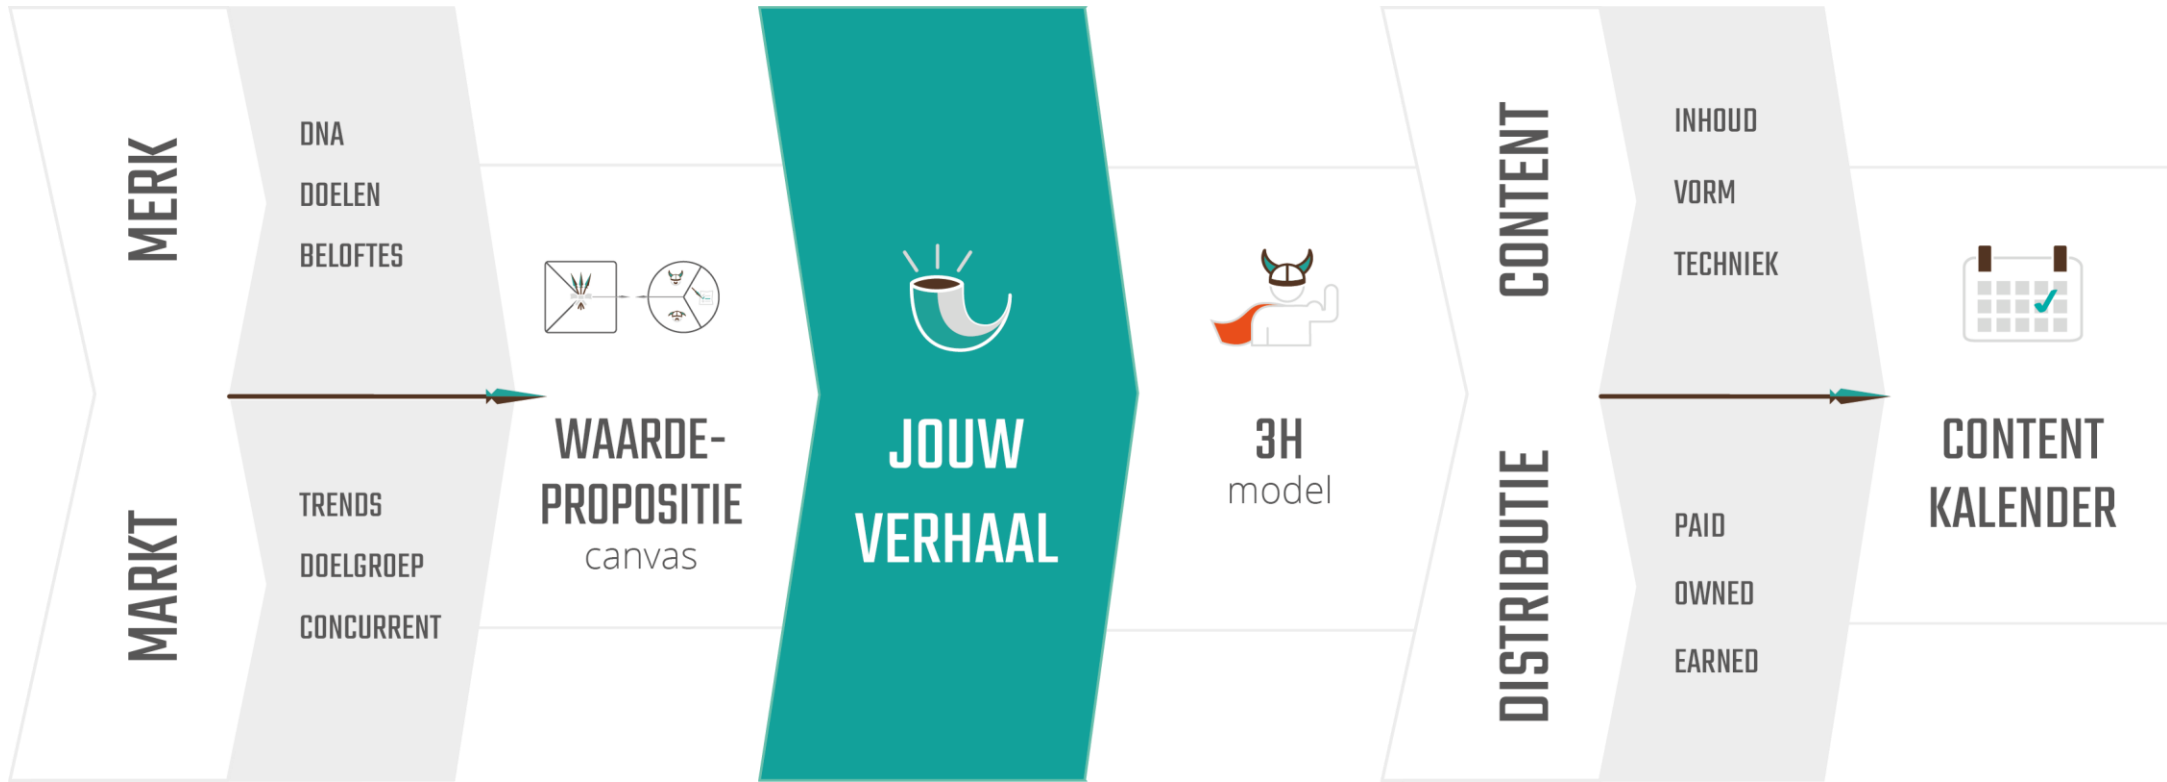 MERK
DNA
DOELEN
BELOFTES
MARKT
TRENDS
DOELGROEP
CONCURRENT
WAARDE-
PROPOSITIE
canvas
JOUW
VERHAAL
3H
model
CONTENT
INHOUD
VORM
TECHNIEK
DISTRIBUTIE
PAID
OWNED
EARNED
CONTENT
KALENDER